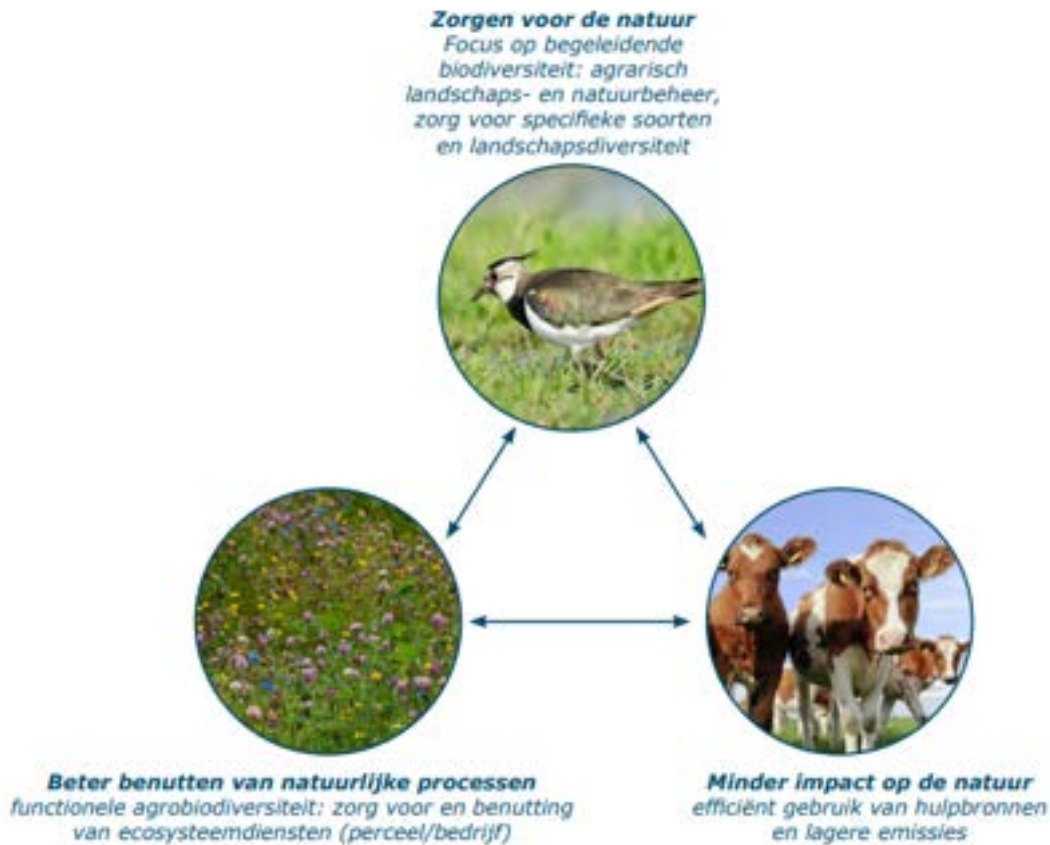 Zorgen voor de natuur
Focus op begeleidende
biodiversiteit: agrarisch
landschaps- en natuurbeheer,
zorg voor specifieke soorten
en landschapsdiversiteit
Beter benutten van natuurlijke processen
functionele agrobiodiversiteit: zorg voor en benutting
van ecosysteemdiensten (perceel/bedrijf)
Minder impact op de natuur
efficiënt gebruik van hulpbronnen
en lagere emissies